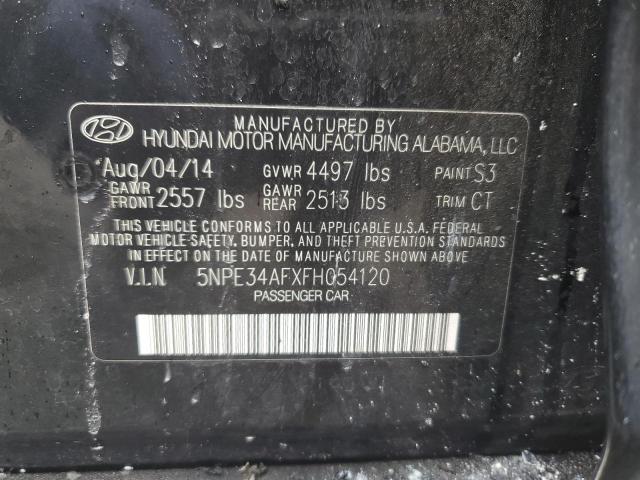 MANUFACTURED BY
HYUNDAI MOTOR MANUFACTURING ALABAMA, LLC
Aug/04/14 GVWR 4497 lbs PAINT S3
GAWR FRONT 2557 lbs GAWR REAR 2513 lbs TRIM CT
THIS VEHICLE CONFORMS TO ALL APPLICABLE U.S.A. FEDERAL
MOTOR VEHICLE-SAFETY, BUMPER, AND THEFT PREVENTION STANDARDS
IN EFFECT ON THE DATE OF MANUFACTURE SHOWN ABOVE.
V.I.N 5NPE34AFXFH054120
PASSENGER CAR